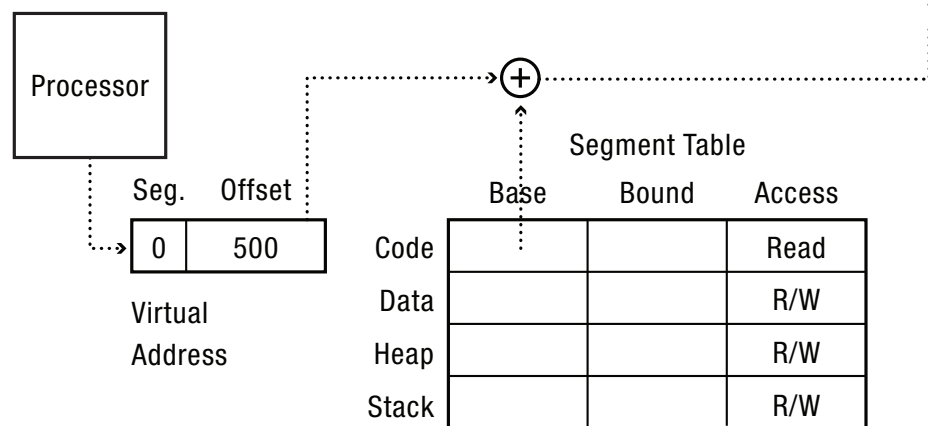 Processor
Segment Table
Seg. Offset
Base Bound Access
0 500
Code Read
Virtual
Address
Data R/W
Heap R/W
Stack R/W